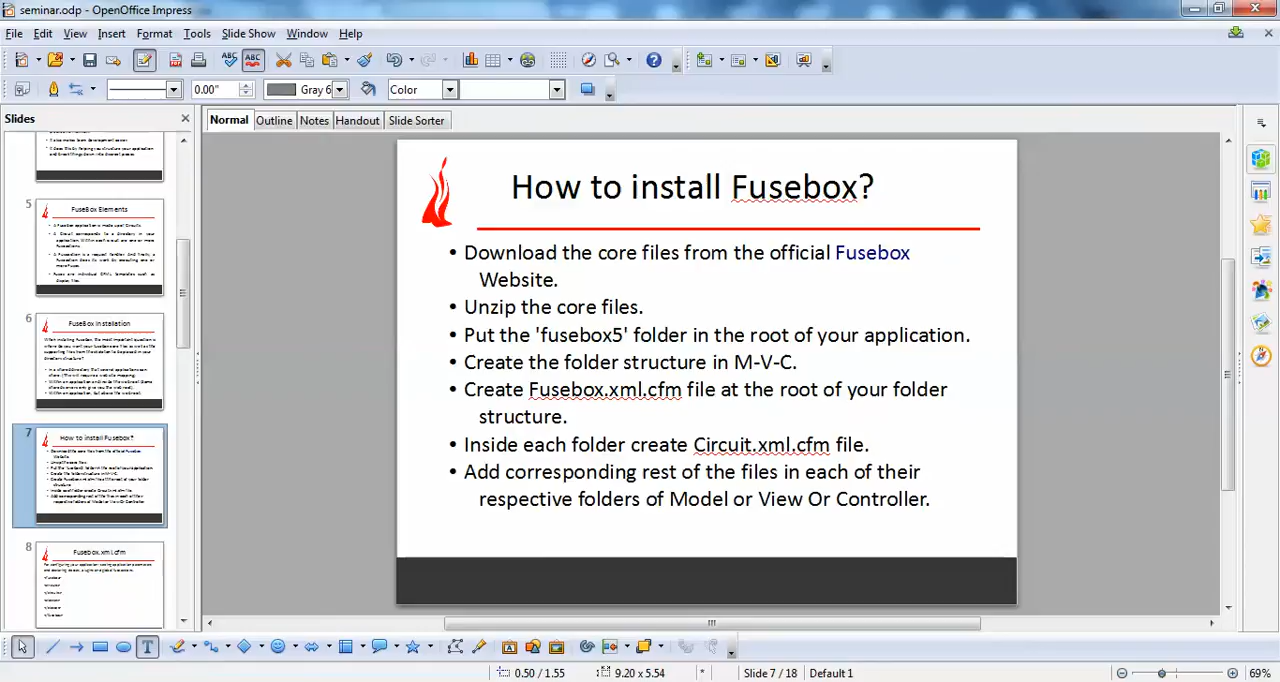 seminar.odp - OpenOffice Impress
File Edit View Insert Format Tools Slide Show Window Help
0.00" Gray 6 Color
Slides
Normal Outline Notes Handout Slide Sorter
5
FuseBox Elements
6
FuseBox Installation
7
How to install Fusebox?
8
Fusebox.xml.cfm
How to install Fusebox?
• Download the core files from the official Fusebox
Website.
• Unzip the core files.
• Put the 'fusebox5' folder in the root of your application.
• Create the folder structure in M-V-C.
• Create Fusebox.xml.cfm file at the root of your folder
structure.
• Inside each folder create Circuit.xml.cfm file.
• Add corresponding rest of the files in each of their
respective folders of Model or View Or Controller.
0.50 / 1.55 9.20 x 5.54 * Slide 7 / 18 Default 1 69%